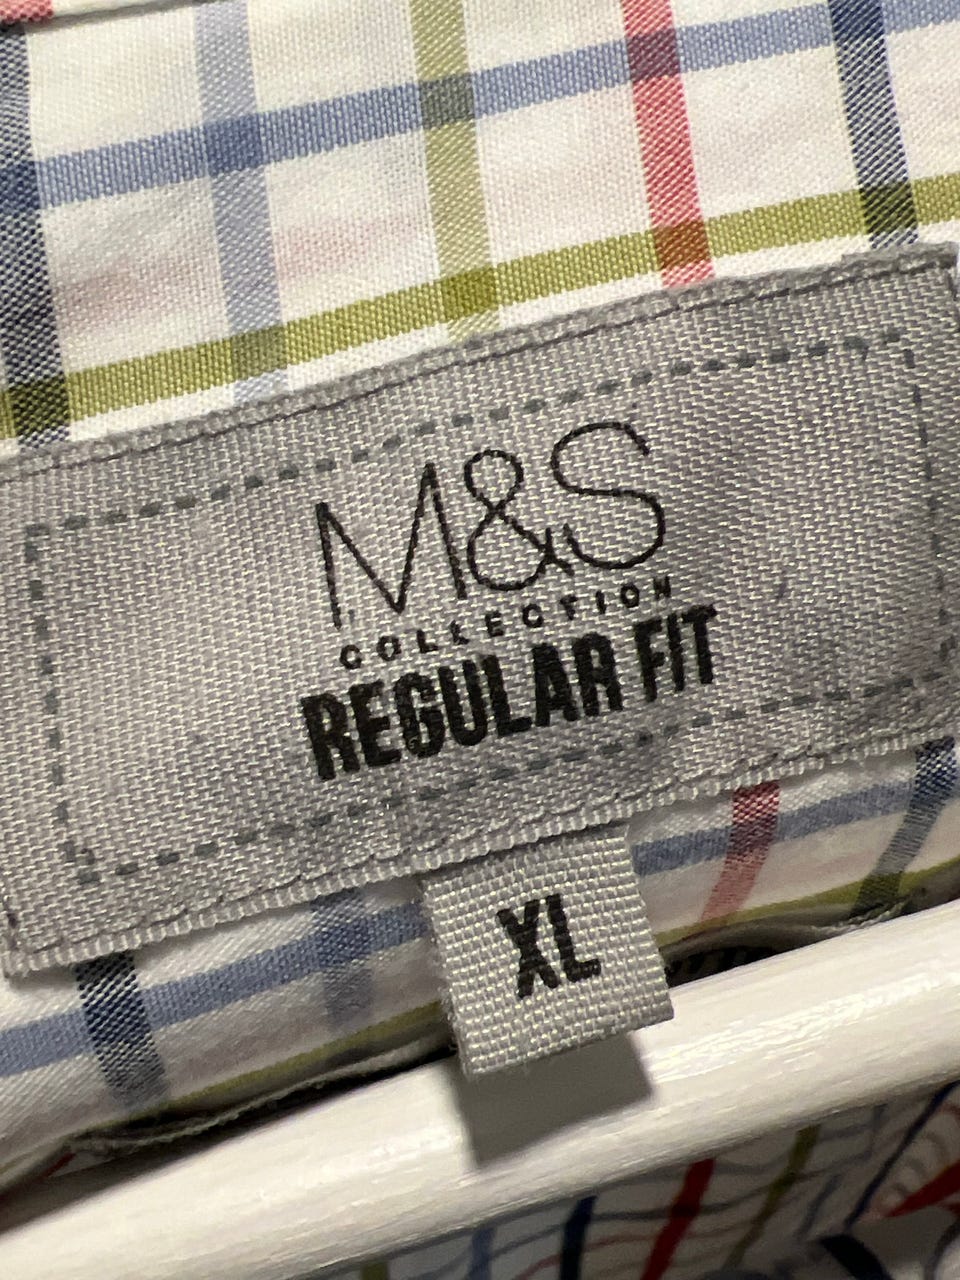 M&S
COLLECTION
REGULAR FIT
XL